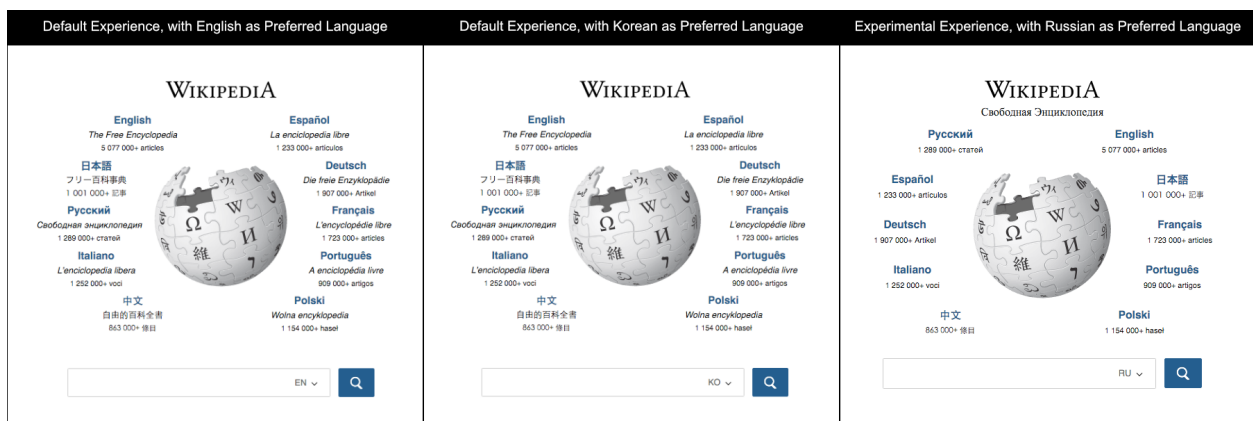 Default Experience, with English as Preferred Language
WIKIPEDIA
English
The Free Encyclopedia
5 077 000+ articles
Español
La enciclopedia libre
1 233 000+ artículos
日本語
フリー百科事典
1 001 000+ 記事
Deutsch
Die freie Enzyklopädie
1 907 000+ Artikel
Русский
Свободная энциклопедия
1 289 000+ статей
Français
L'encyclopédie libre
1 723 000+ articles
Italiano
L'enciclopedia libera
1 252 000+ voci
Português
A enciclopédia livre
909 000+ artigos
中文
自由的百科全書
863 000+ 條目
Polski
Wolna encyklopedia
1 154 000+ haseł
Ω
W
И
維
EN
Default Experience, with Korean as Preferred Language
WIKIPEDIA
English
The Free Encyclopedia
5 077 000+ articles
Español
La enciclopedia libre
1 233 000+ artículos
日本語
フリー百科事典
1 001 000+ 記事
Deutsch
Die freie Enzyklopädie
1 907 000+ Artikel
Русский
Свободная энциклопедия
1 289 000+ статей
Français
L'encyclopédie libre
1 723 000+ articles
Italiano
L'enciclopedia libera
1 252 000+ voci
Português
A enciclopédia livre
909 000+ artigos
中文
自由的百科全書
863 000+ 條目
Polski
Wolna encyklopedia
1 154 000+ haseł
Ω
W
И
維
KO
Experimental Experience, with Russian as Preferred Language
WIKIPEDIA
Свободная Энциклопедия
Русский
1 289 000+ статей
English
5 077 000+ articles
Español
1 233 000+ artículos
日本語
1 001 000+ 記事
Deutsch
1 907 000+ Artikel
Français
1 723 000+ articles
Italiano
1 252 000+ voci
Português
909 000+ artigos
中文
863 000+ 條目
Polski
1 154 000+ haseł
Ω
W
И
維
RU